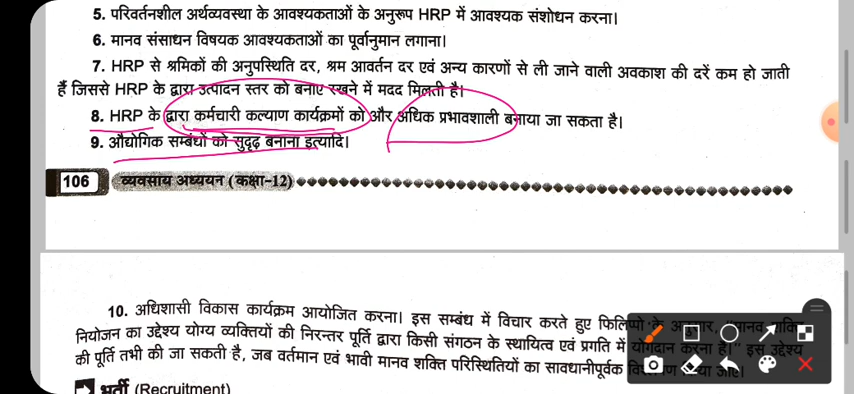 5. परिवर्तनशील अर्थव्यवस्था के आवश्यकताओं के अनुरूप HRP में आवश्यक संशोधन करना।
6. मानव संसाधन विषयक आवश्यकताओं का पूर्वानुमान लगाना।
7. HRP से श्रमिकों की अनुपस्थिति दर, श्रम आवर्तन दर एवं अन्य कारणों से ली जाने वाली अवकाश की दरें कम हो जाती
हैं जिससे HRP के द्वारा उत्पादन स्तर को बनाए रखने में मदद मिलती है।
8. HRP के द्वारा कर्मचारी कल्याण कार्यक्रमों को और अधिक प्रभावशाली बनाया जा सकता है।
9. औद्योगिक सम्बंधों को सुदृढ़ बनाना इत्यादि।
106 व्यवसाय अध्ययन (कक्षा-12)
10. अधिशासी विकास कार्यक्रम आयोजित करना। इस सम्बंध में विचार करते हुए फिलिप्पो के
नियोजन का उद्देश्य योग्य व्यक्तियों की निरन्तर पूर्ति द्वारा किसी संगठन के स्थायित्व एवं प्रगति में योगदान करना है।" इस उद्देश्य
की पूर्ति तभी की जा सकती है, जब वर्तमान एवं भावी मानव शक्ति परिस्थितियों का सावधानीपूर्वक
भर्ती (Recruitment)